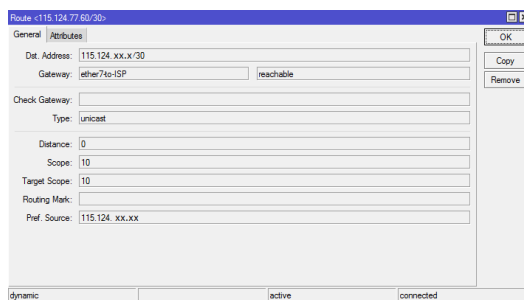 Route <115.124.77.60/30>
General Attributes
OK
Dst. Address: 115.124. xx.x/30
Copy
Gateway: ether7-to-ISP reachable
Remove
Check Gateway:
Type: unicast
Distance: 0
Scope: 10
Target Scope: 10
Routing Mark:
Pref. Source: 115.124. xx.xx
dynamic active connected